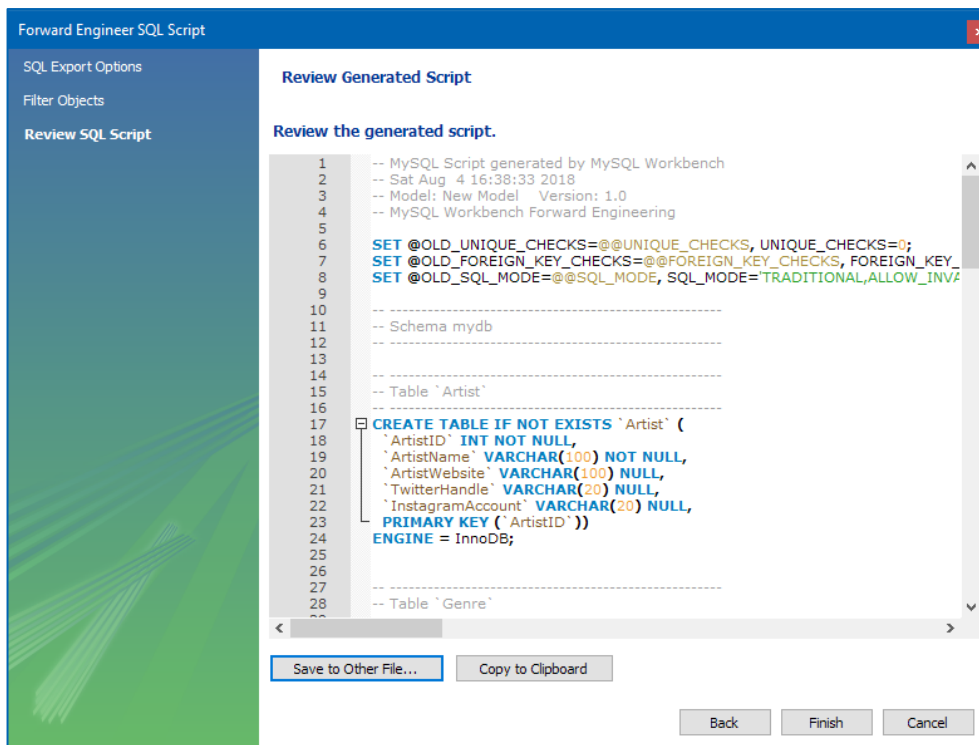 Forward Engineer SQL Script
SQL Export Options
Filter Objects
Review SQL Script
Review Generated Script
Review the generated script.
1 -- MySQL Script generated by MySQL Workbench
2 -- Sat Aug  4 16:38:33 2018
3 -- Model: New Model    Version: 1.0
4 -- MySQL Workbench Forward Engineering
5
6 SET @OLD_UNIQUE_CHECKS=@@UNIQUE_CHECKS, UNIQUE_CHECKS=0;
7 SET @OLD_FOREIGN_KEY_CHECKS=@@FOREIGN_KEY_CHECKS, FOREIGN_KEY_
8 SET @OLD_SQL_MODE=@@SQL_MODE, SQL_MODE='TRADITIONAL,ALLOW_INVA
9
10 -- -----------------------------------------------------
11 -- Schema mydb
12 -- -----------------------------------------------------
13
14 -- -----------------------------------------------------
15 -- Table `Artist`
16 -- -----------------------------------------------------
17 CREATE TABLE IF NOT EXISTS `Artist` (
18 `ArtistID` INT NOT NULL,
19 `ArtistName` VARCHAR(100) NOT NULL,
20 `ArtistWebsite` VARCHAR(100) NULL,
21 `TwitterHandle` VARCHAR(20) NULL,
22 `InstagramAccount` VARCHAR(20) NULL,
23 PRIMARY KEY (`ArtistID`))
24 ENGINE = InnoDB;
25
26
27 -- -----------------------------------------------------
28 -- Table `Genre`
Save to Other File...
Copy to Clipboard
Back
Finish
Cancel